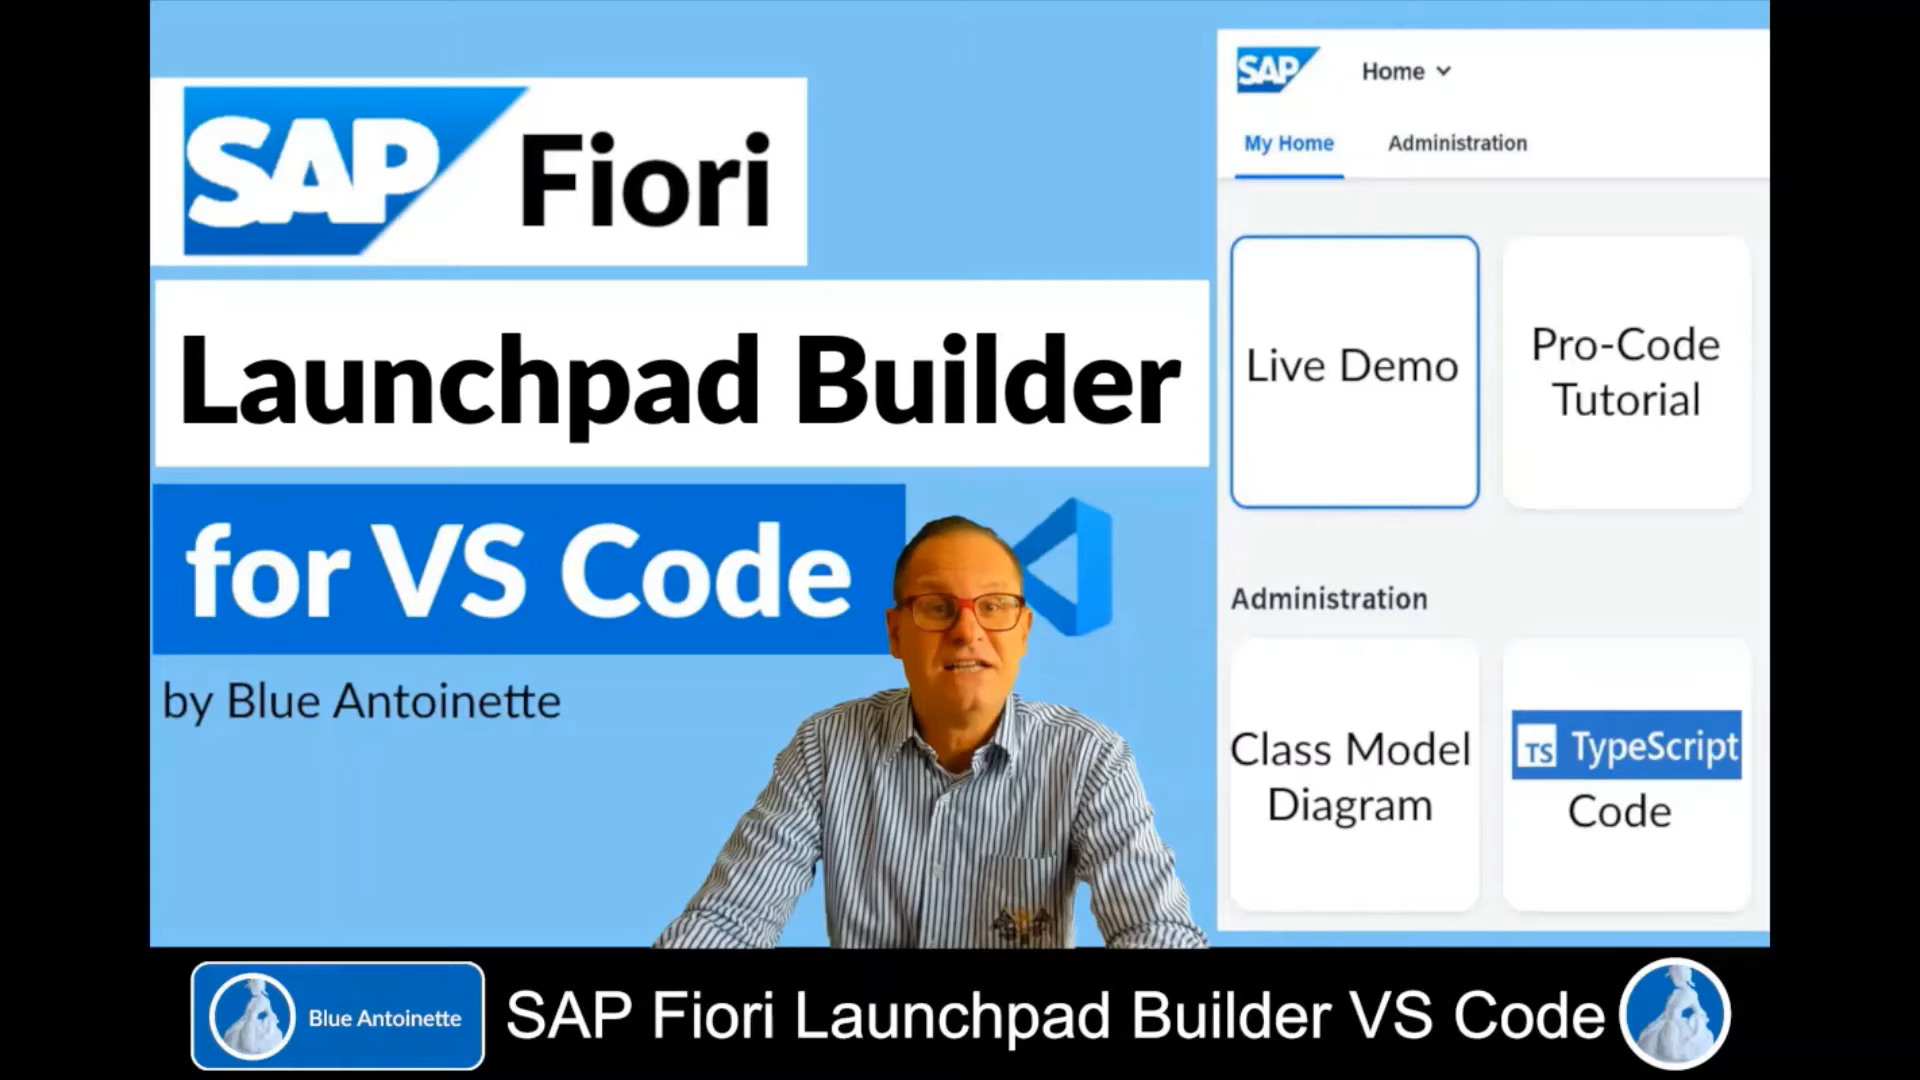 SAP Fiori
Launchpad Builder
for VS Code
by Blue Antoinette
SAP Home
My Home Administration
Live Demo
Pro-Code
Tutorial
Administration
Class Model
Diagram
TS TypeScript
Code
Blue Antoinette
SAP Fiori Launchpad Builder VS Code